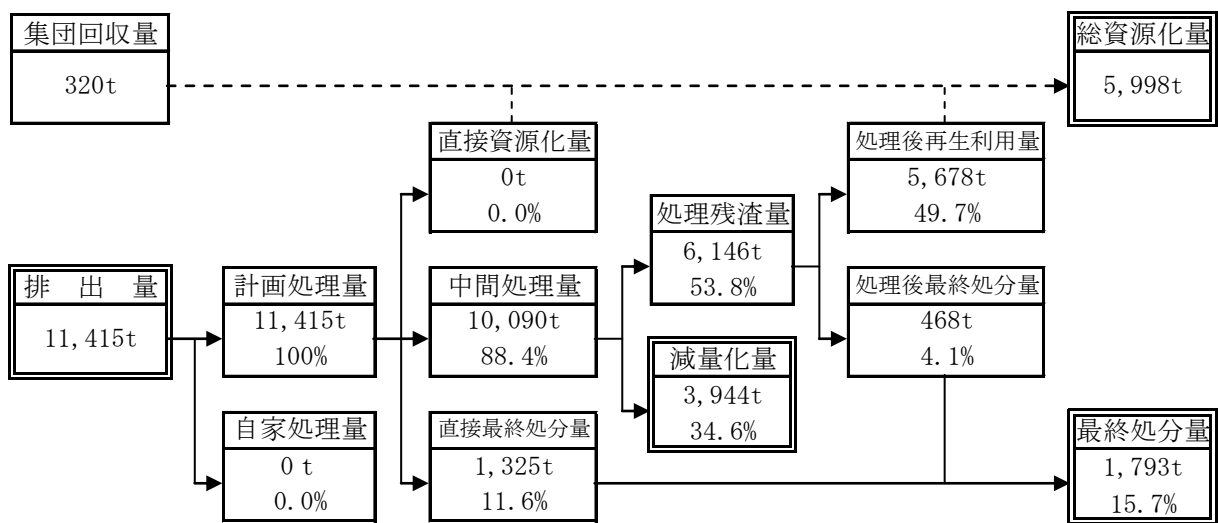 集団回収量
320t
総資源化量
5,998t
直接資源化量
0t
0.0%
処理後再生利用量
5,678t
49.7%
処理残渣量
6,146t
53.8%
排 出 量
11,415t
計画処理量
11,415t
100%
中間処理量
10,090t
88.4%
処理後最終処分量
468t
4.1%
減量化量
3,944t
34.6%
自家処理量
0 t
0.0%
直接最終処分量
1,325t
11.6%
最終処分量
1,793t
15.7%